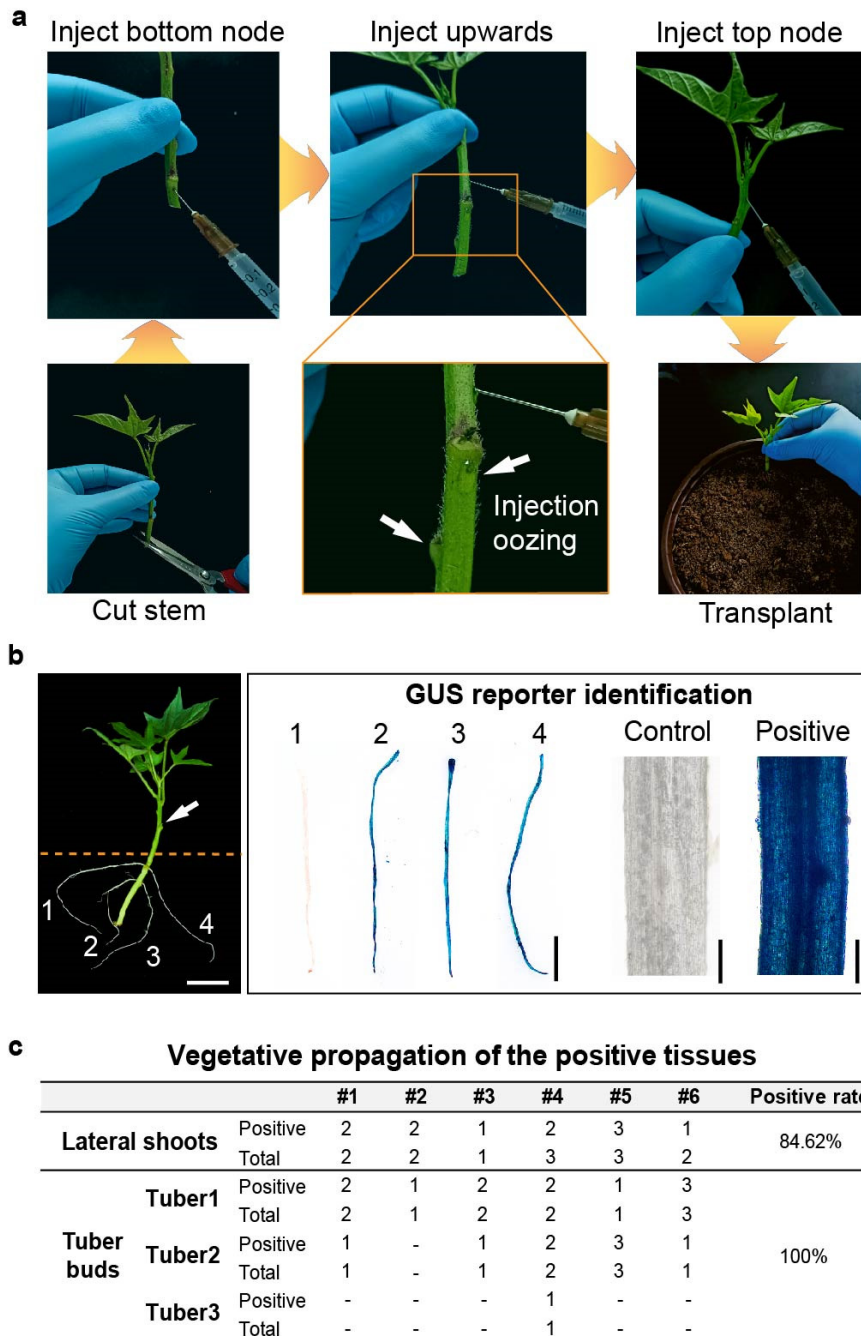 a
Inject bottom node
Inject upwards
Inject top node
Cut stem
Injection
oozing
Transplant
b
GUS reporter identification
1
2
3
4
Control
Positive
1
2
3
4
c
Vegetative propagation of the positive tissues
#1 #2 #3 #4 #5 #6 Positive rate
Lateral shoots Positive 2 2 1 2 3 1 84.62%
Total 2 2 1 3 3 2
Tuber buds Tuber1 Positive 2 1 2 2 1 3 100%
Total 2 1 2 2 1 3
Tuber2 Positive 1 - 1 2 3 1
Total 1 - 1 2 3 1
Tuber3 Positive - - - 1 - -
Total - - - 1 - -